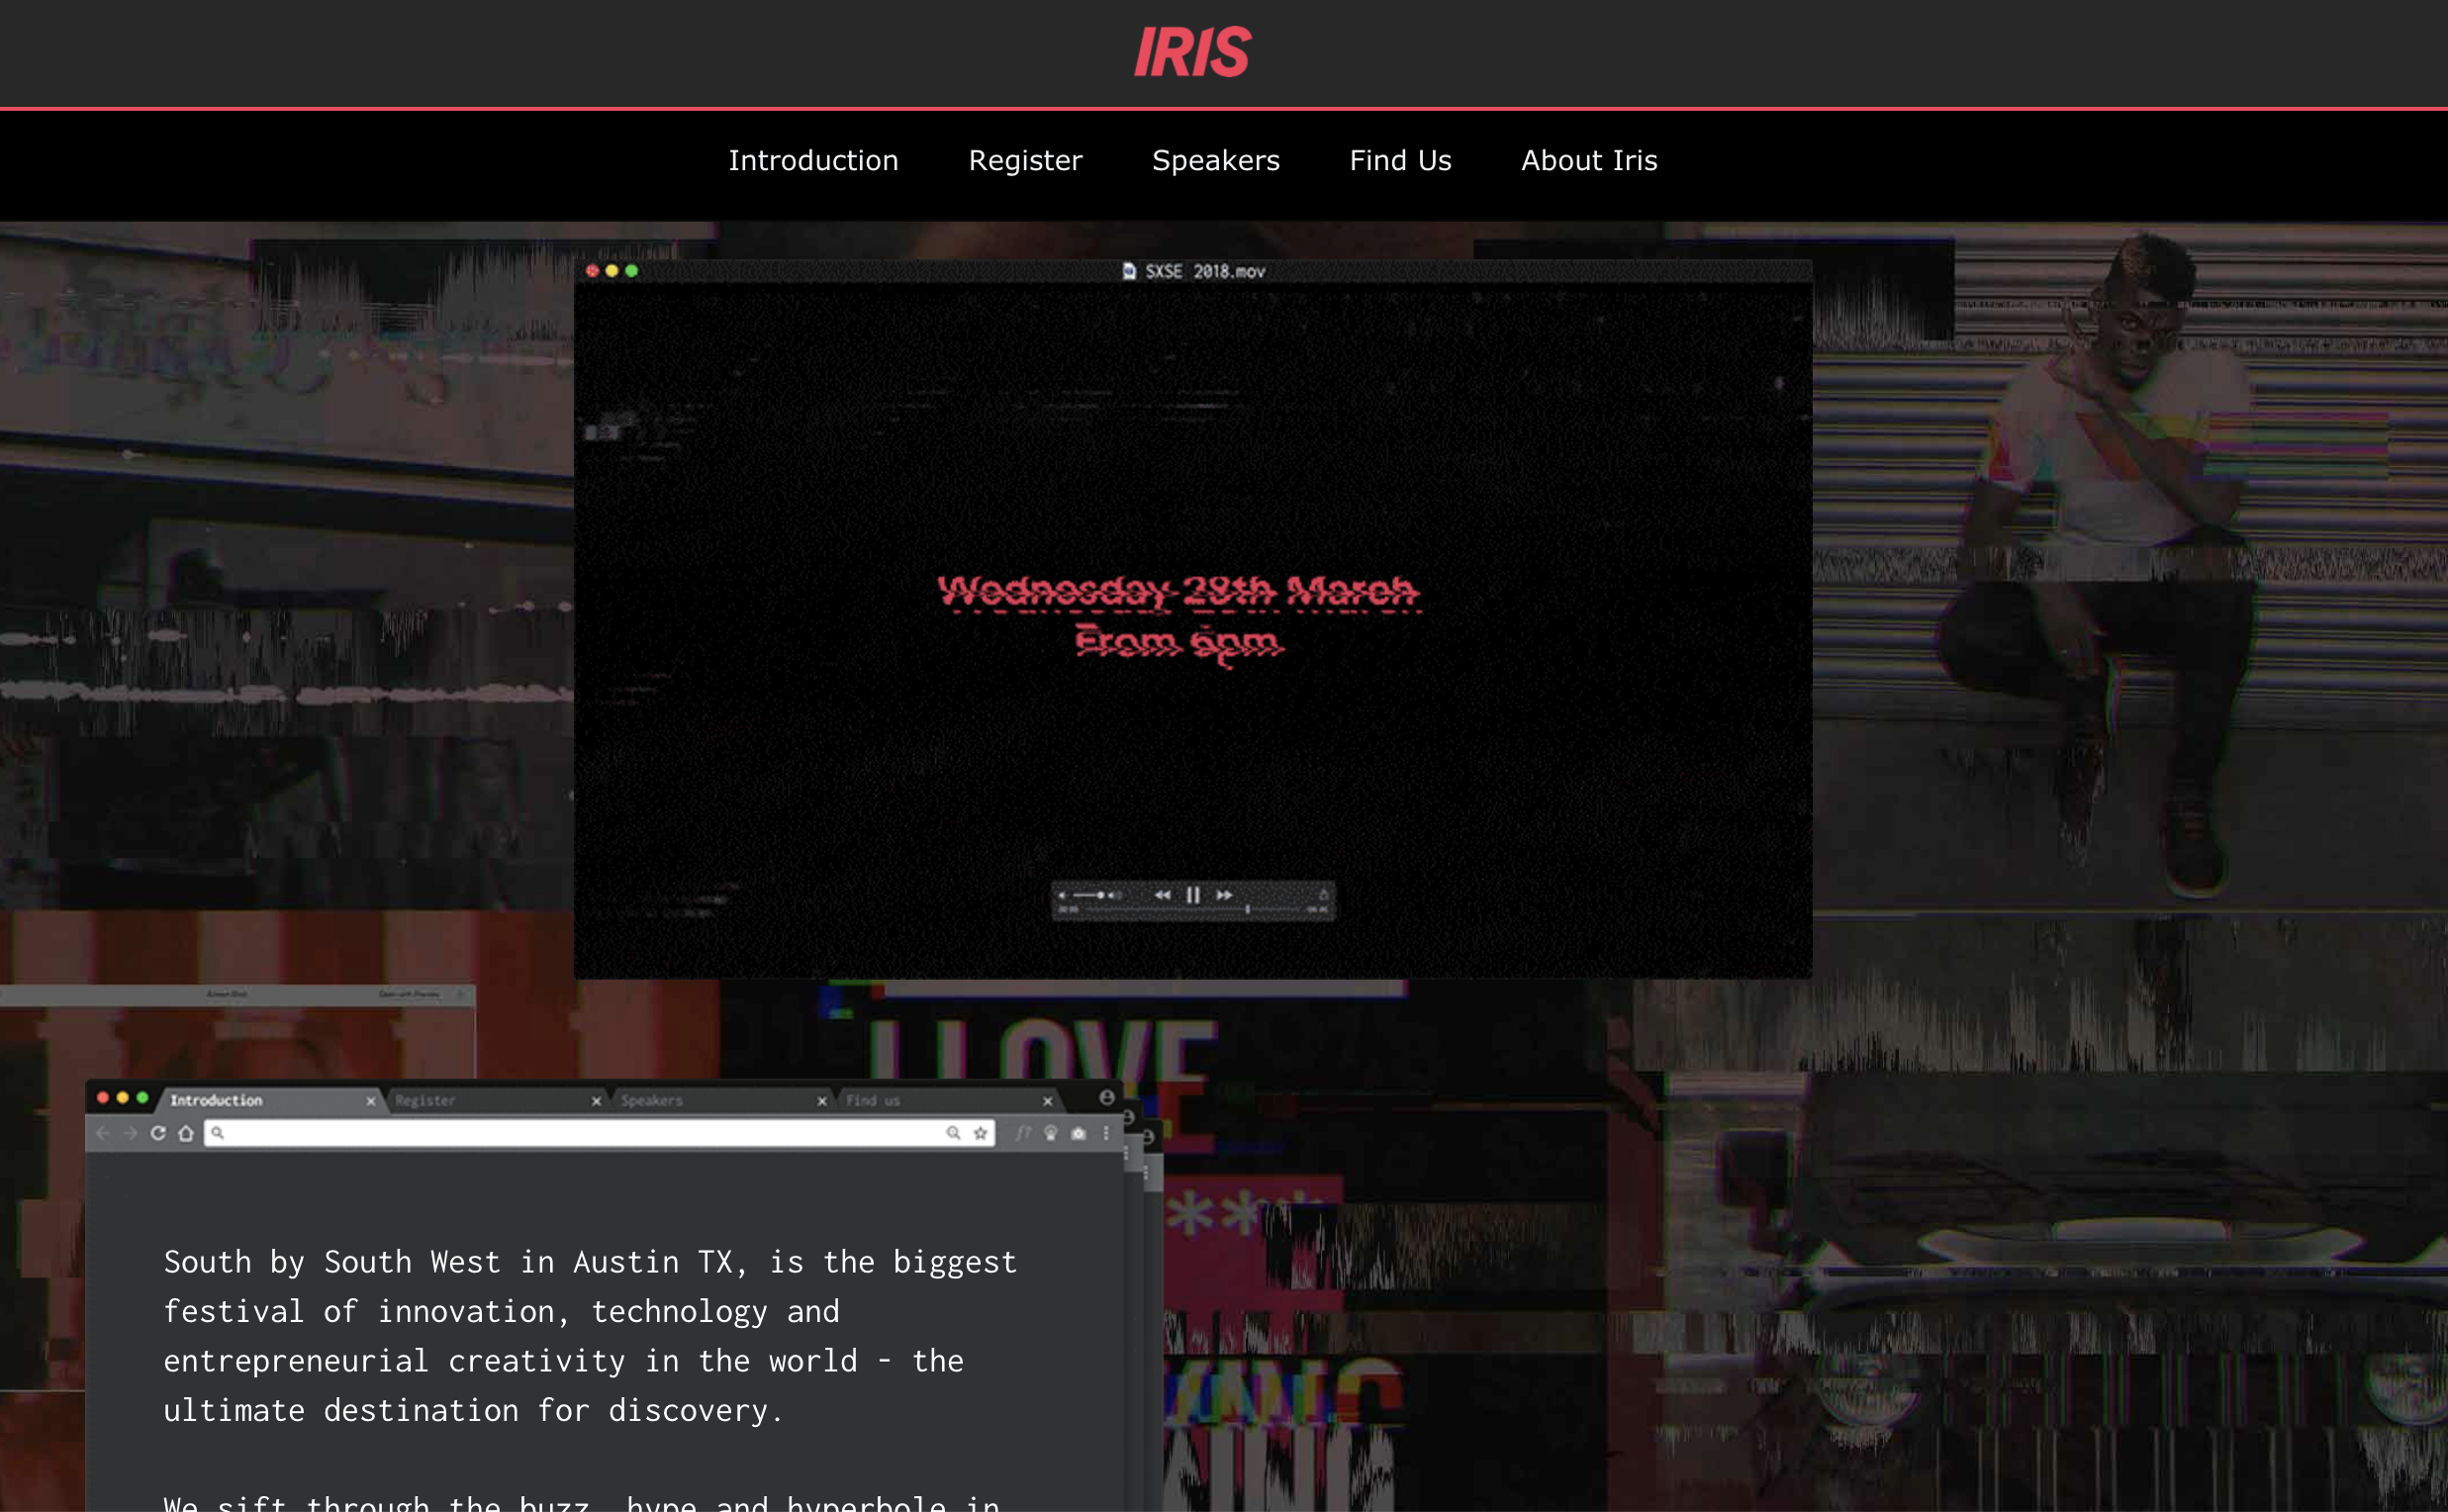 IRIS
Introduction Register Speakers Find Us About Iris
SXSE 2018.mov
Wednesday 28th March
From 6pm
I LOVE
Introduction Register Speakers Find us
**
South by South West in Austin TX, is the biggest
festival of innovation, technology and
entrepreneurial creativity in the world - the
ultimate destination for discovery.
We sift through the buzz, hype and hyperbole in